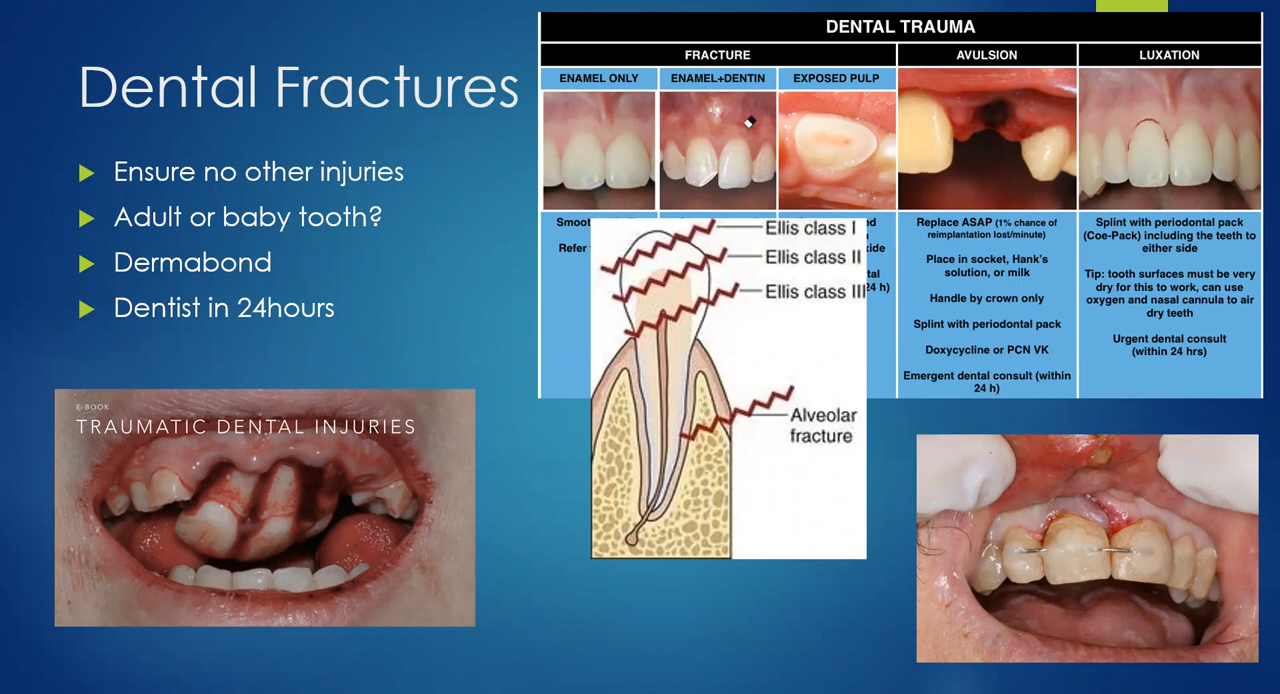 Dental Fractures
Ensure no other injuries
Adult or baby tooth?
Dermabond
Dentist in 24hours
E-BOOK
TRAUMATIC DENTAL INJURIES
DENTAL TRAUMA
FRACTURE
AVULSION
LUXATION
ENAMEL ONLY
ENAMEL+DENTIN
EXPOSED PULP
Refer
24 h)
Ellis class I
Ellis class II
Ellis class III
Alveolar
fracture
Replace ASAP (1% chance of
reimplantation lost/minute)
Place in socket, Hank's
solution, or milk
Handle by crown only
Splint with periodontal pack
Doxycycline or PCN VK
Emergent dental consult (within
24 h)
Splint with periodontal pack
(Coe-Pack) including the teeth to
either side
Tip: tooth surfaces must be very
dry for this to work, can use
oxygen and nasal cannula to air
dry teeth
Urgent dental consult
(within 24 hrs)